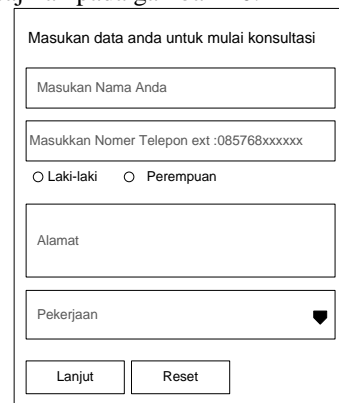 Masukan data anda untuk mulai konsultasi
Masukan Nama Anda
Masukkan Nomer Telepon ext :085768xxxxxx
Laki-laki Perempuan
Alamat
Pekerjaan
Lanjut Reset